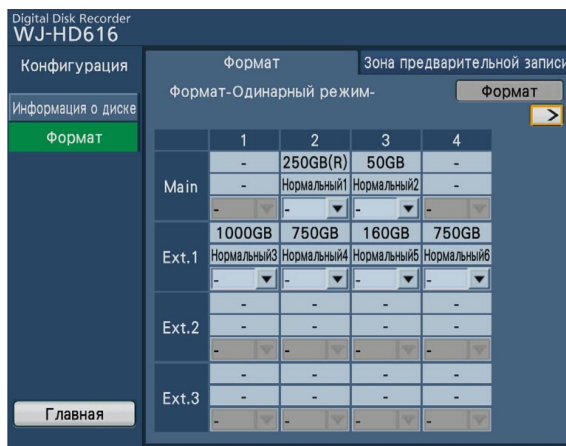 Digital Disk Recorder
WJ-HD616
Конфигурация
Формат
Зона предварительной записи
Формат-Одинарный режим-
Формат
>
Информация о диске
Формат
1 2 3 4
- 250GB(R) 50GB -
Main - Нормальный1 Нормальный2 -
- - - -
1000GB 750GB 160GB 750GB
Ext.1 Нормальный3 Нормальный4 Нормальный5 Нормальный6
- - - -
- - - -
Ext.2 - - - -
- - - -
- - - -
Ext.3 - - - -
- - - -
Главная